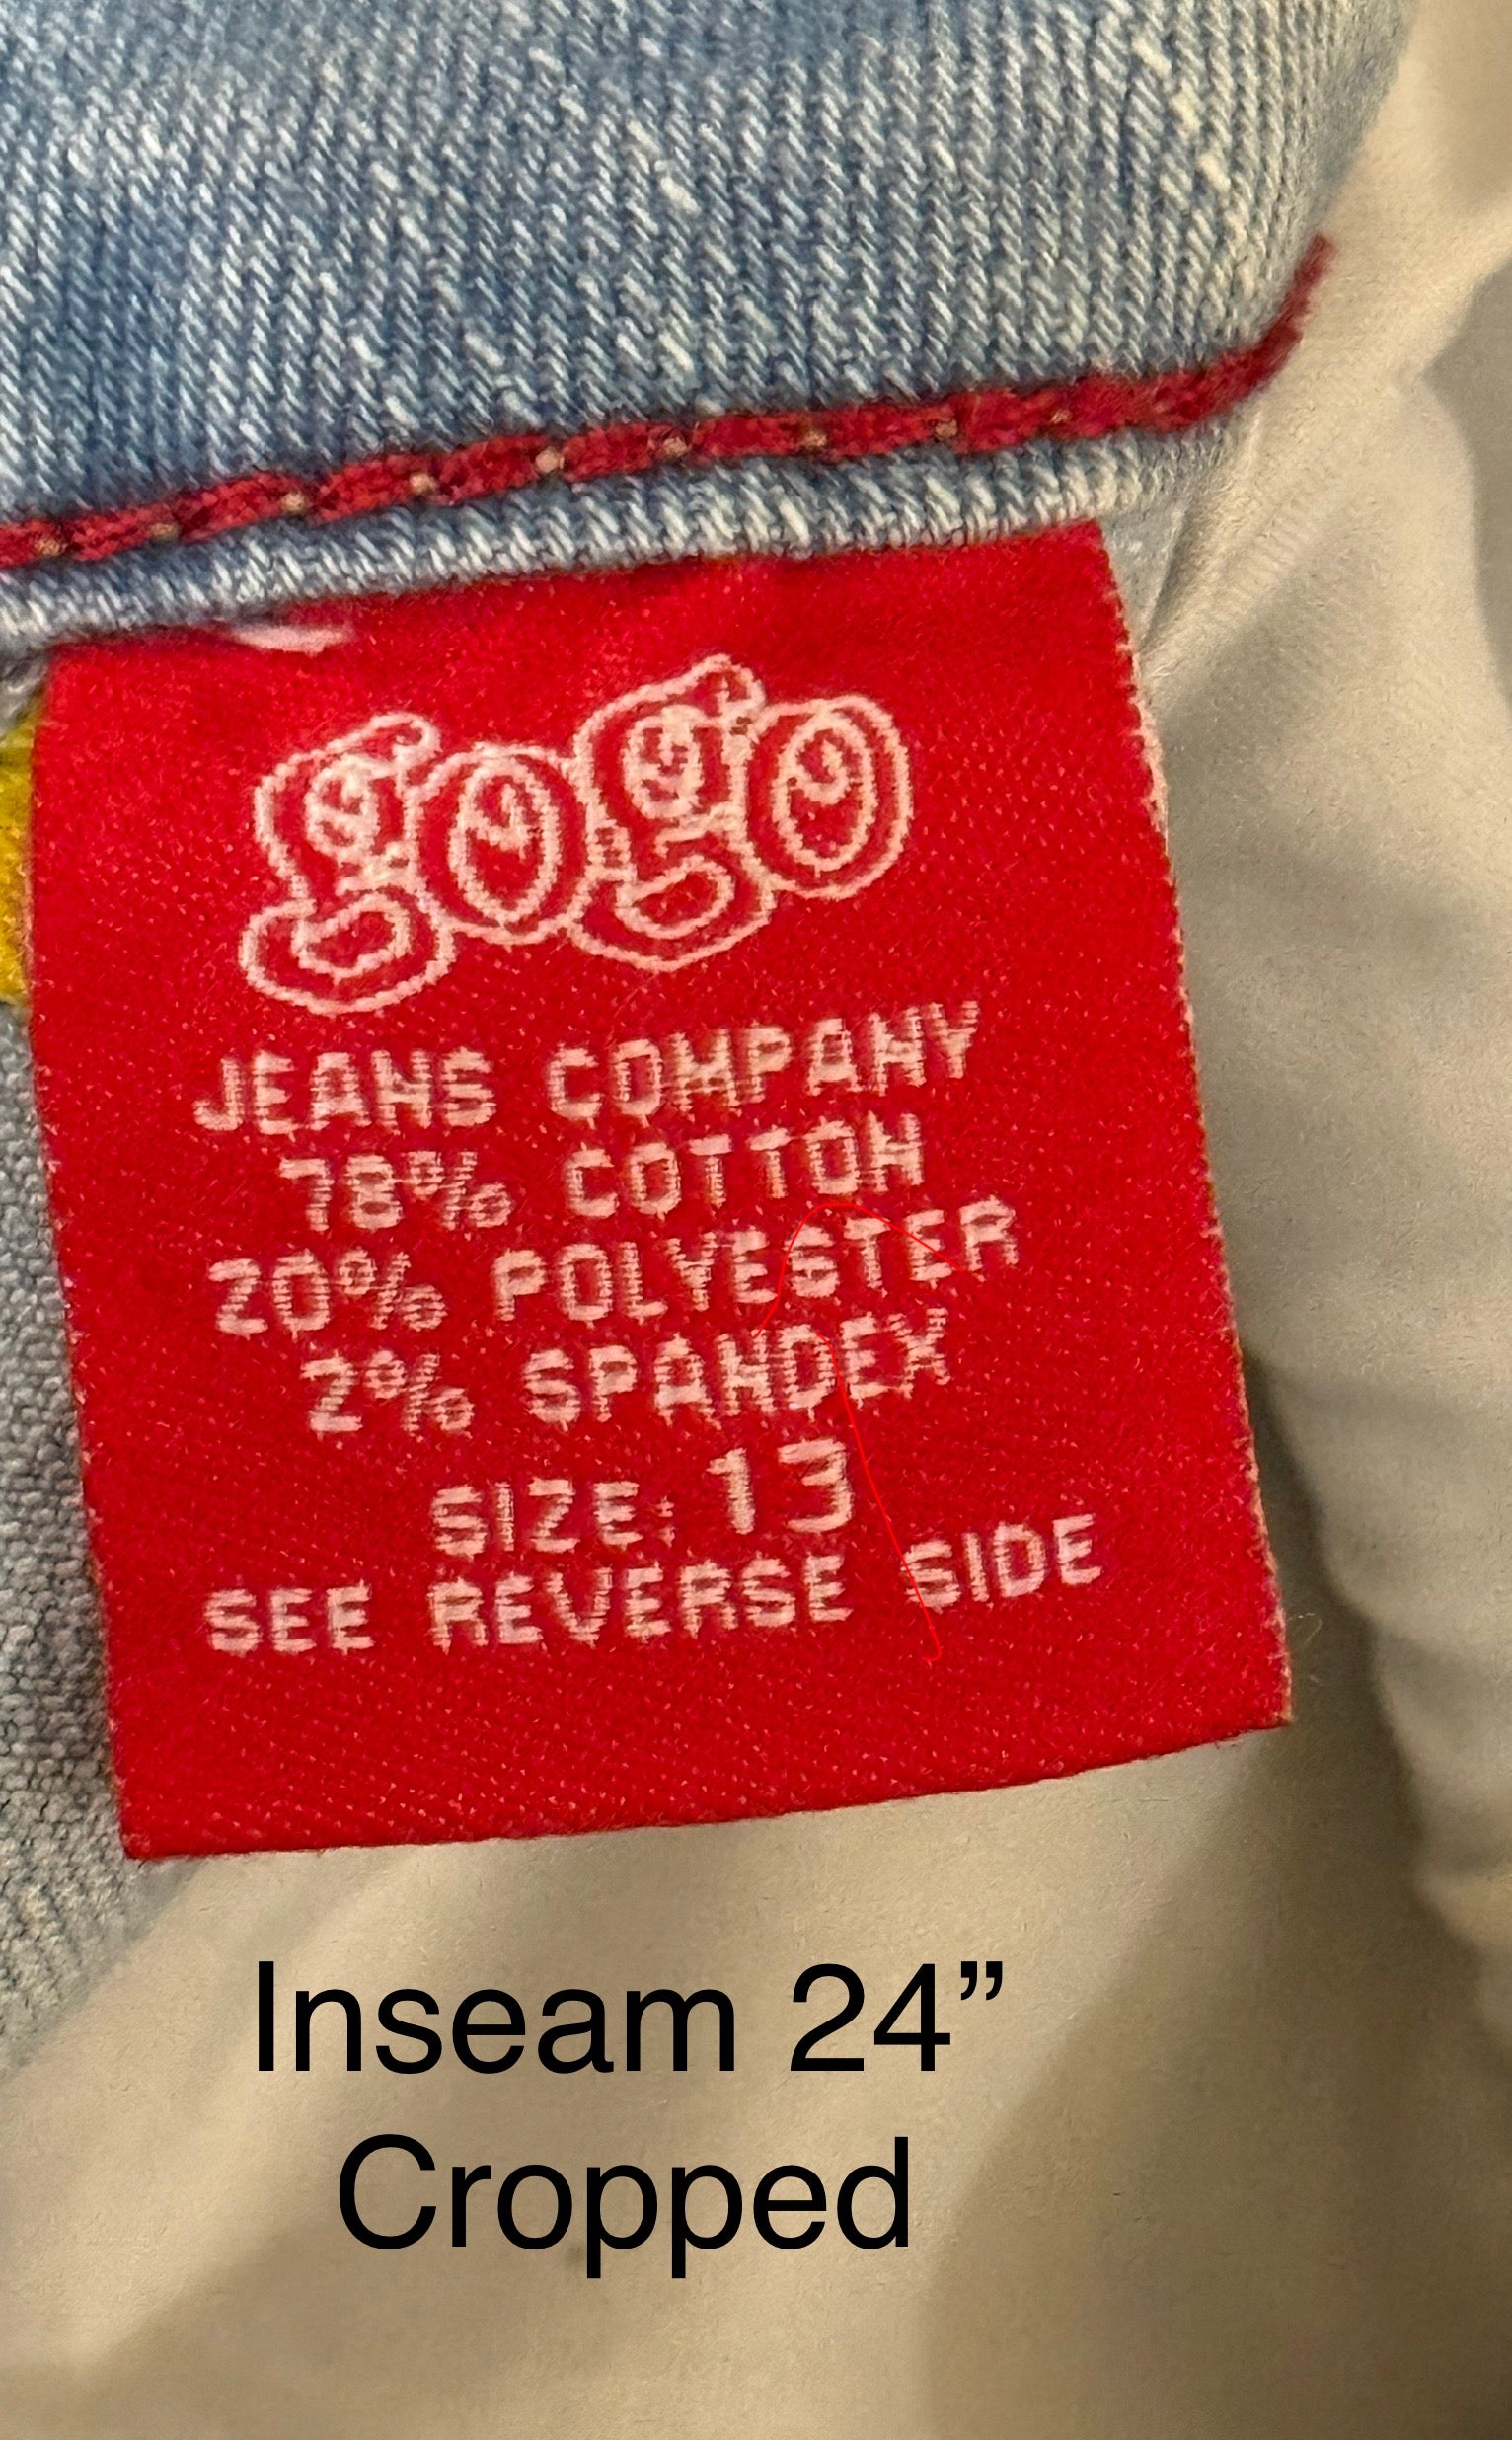 gogo
JEANS COMPANY
78% COTTON
20% POLYESTER
2% SPANDEX
SIZE: 13
SEE REVERSE SIDE
Inseam 24”
Cropped